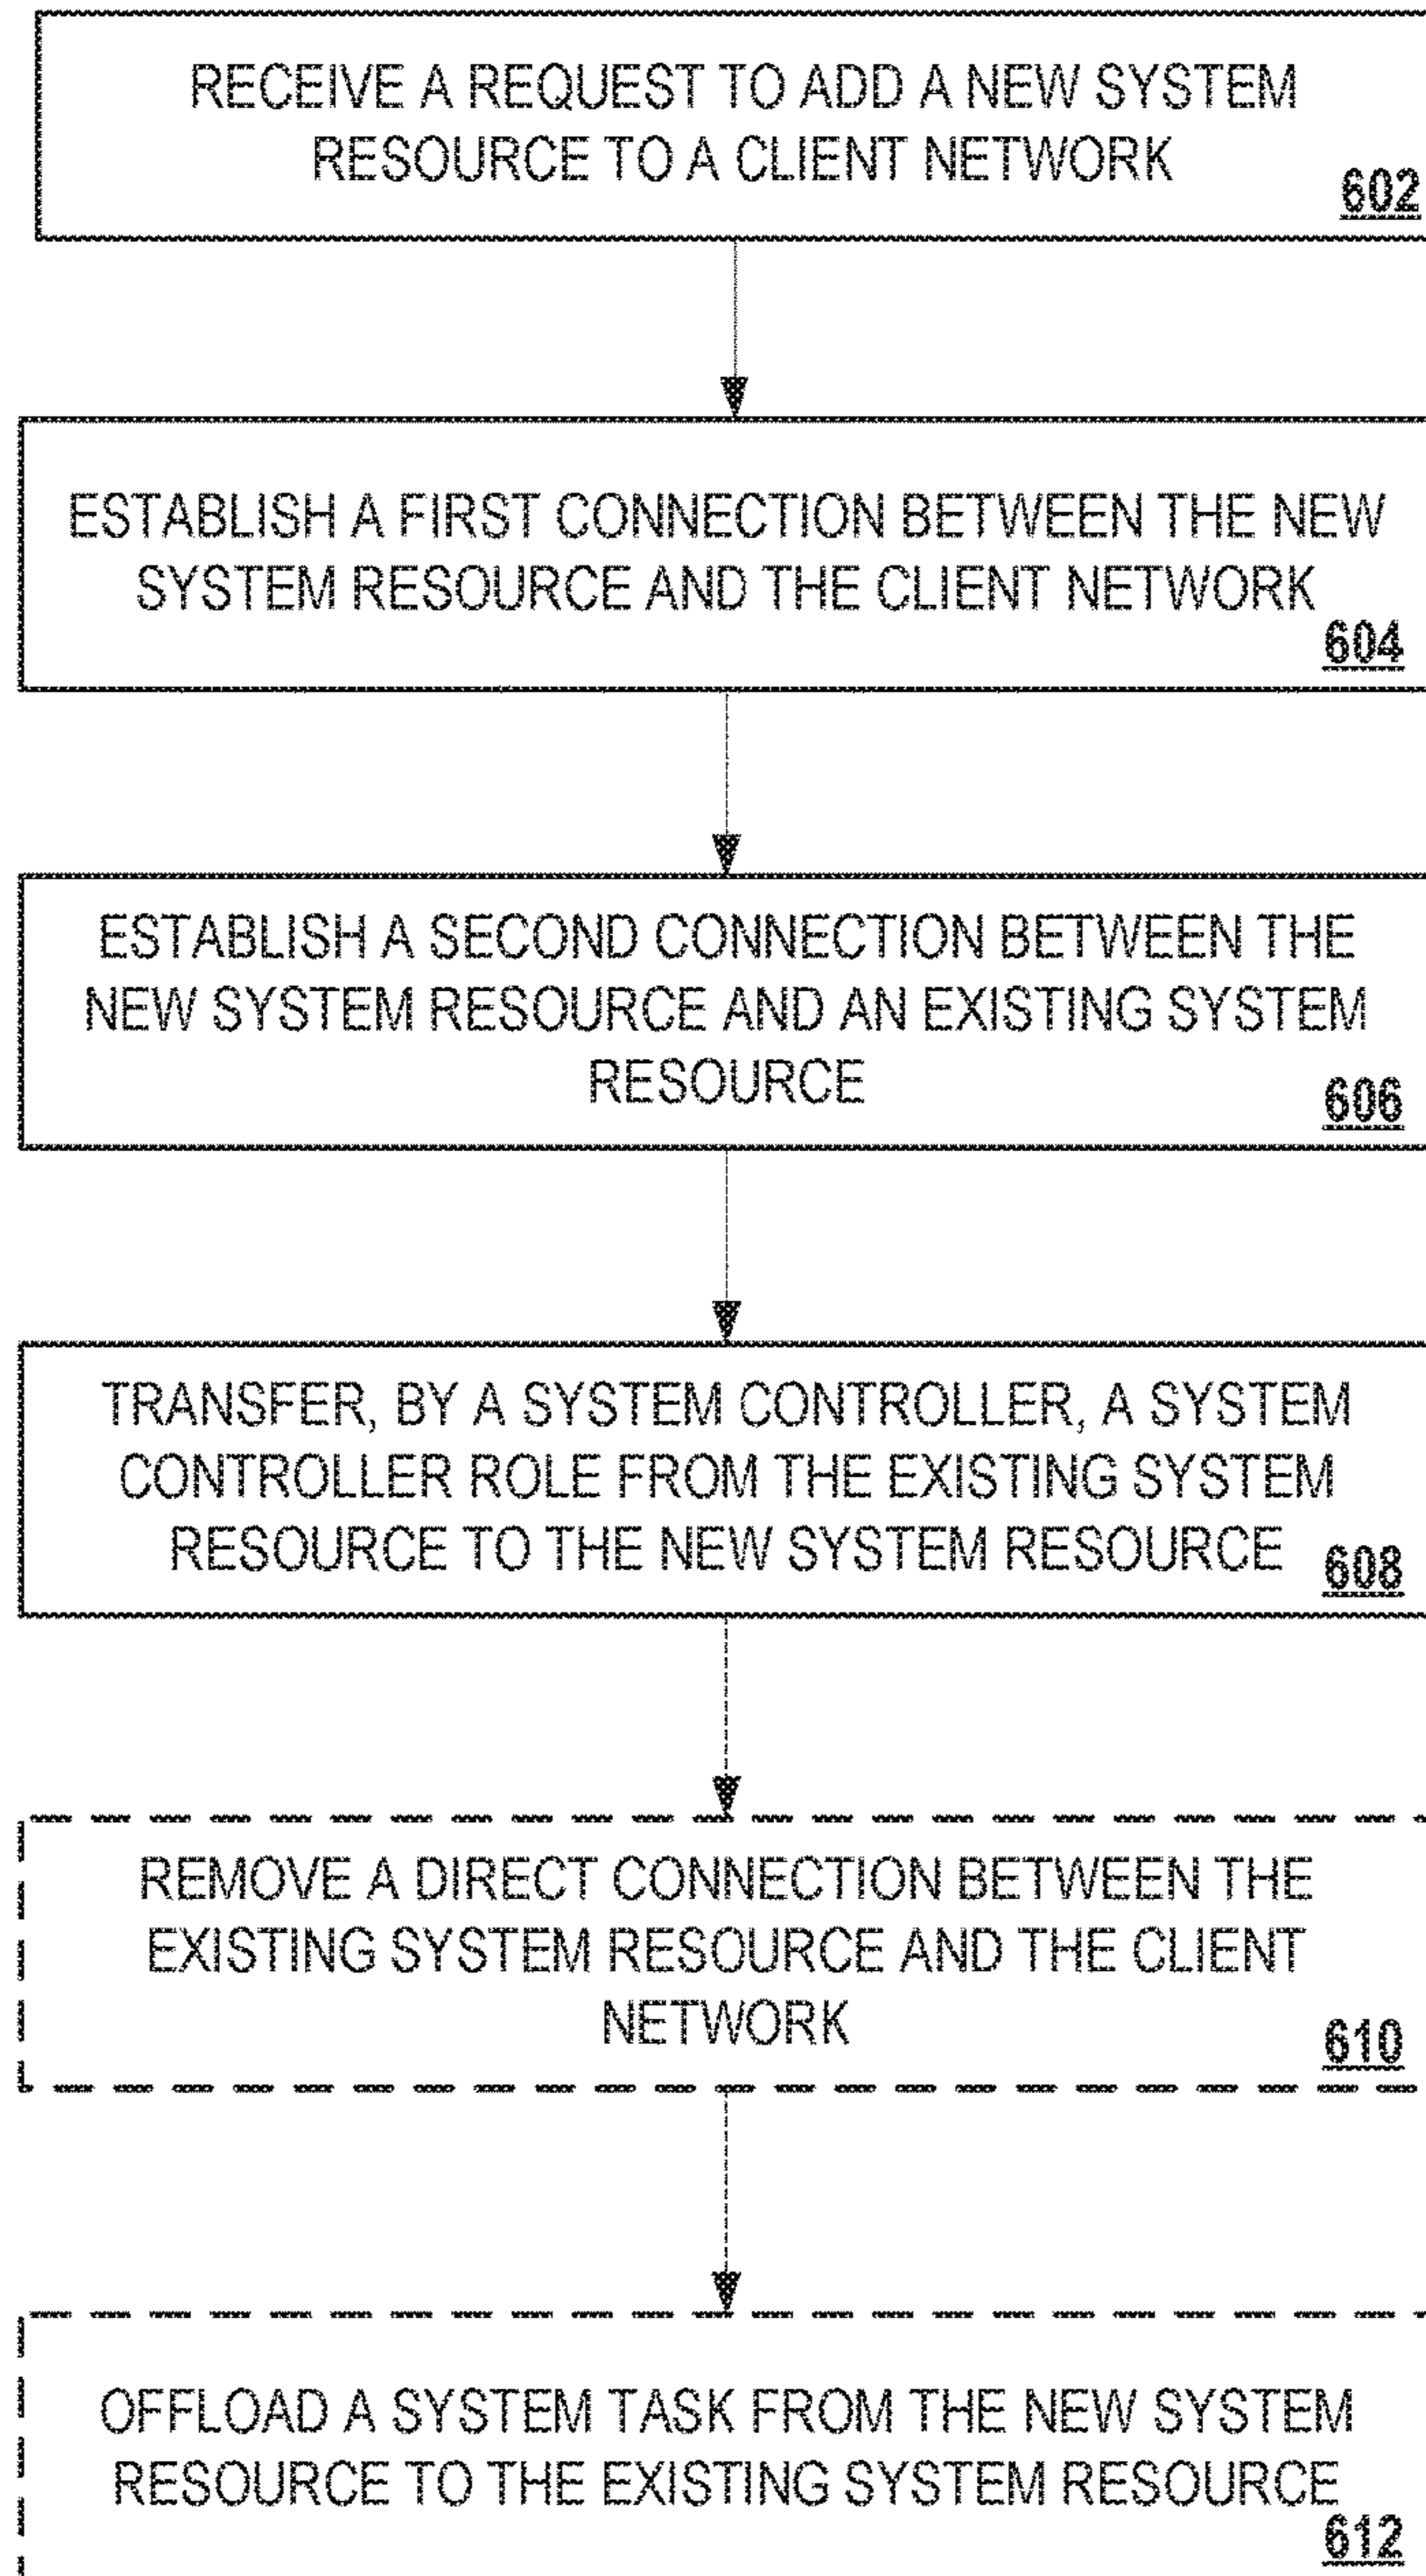 RECEIVE A REQUEST TO ADD A NEW SYSTEM
RESOURCE TO A CLIENT NETWORK
602
ESTABLISH A FIRST CONNECTION BETWEEN THE NEW
SYSTEM RESOURCE AND THE CLIENT NETWORK
604
ESTABLISH A SECOND CONNECTION BETWEEN THE
NEW SYSTEM RESOURCE AND AN EXISTING SYSTEM
RESOURCE
606
TRANSFER, BY A SYSTEM CONTROLLER, A SYSTEM
CONTROLLER ROLE FROM THE EXISTING SYSTEM
RESOURCE TO THE NEW SYSTEM RESOURCE
608
REMOVE A DIRECT CONNECTION BETWEEN THE
EXISTING SYSTEM RESOURCE AND THE CLIENT
NETWORK
610
OFFLOAD A SYSTEM TASK FROM THE NEW SYSTEM
RESOURCE TO THE EXISTING SYSTEM RESOURCE
612